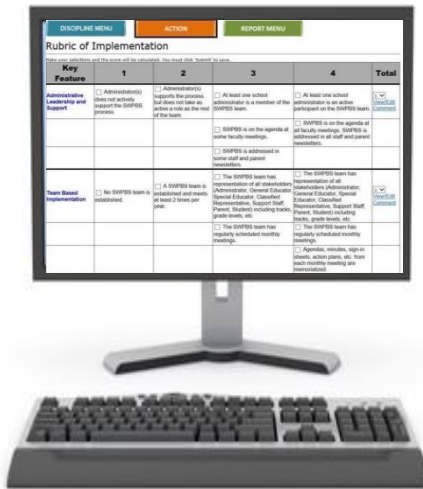 DISCIPLINE MENU ACTION REPORT MENU
Rubric of Implementation
Make your selections and the score will be calculated. You must click 'Submit' to save.
Key Feature 1 2 3 4 Total
Administrative Leadership and Support
Administrator(s) does not actively support the SWPBS process.
Administrator(s) supports the process but does not take as active a role as the rest of the team.
At least one school administrator is a member of the SWPBS team.
At least one school administrator is an active participant on the SWPBS team.
1
View/Edit Comment
SWPBS is on the agenda at some faculty meetings.
SWPBS is on the agenda at all faculty meetings. SWPBS is addressed in all staff and parent newsletters.
SWPBS is addressed in some staff and parent newsletters.
Team Based Implementation
No SWPBS team is established.
A SWPBS team is established and meets at least 2 times per year.
The SWPBS team has representation of all stakeholders (Administrator, General Educator, Special Educator, Classified Representative, Support Staff, Parent, Student) including tracks, grade levels, etc.
The SWPBS team has representation of all stakeholders (Administrator, General Educator, Special Educator, Classified Representative, Support Staff, Parent, Student) including tracks, grade levels, etc.
1
View/Edit Comment
The SWPBS team has regularly scheduled monthly meetings.
The SWPBS team has regularly scheduled monthly meetings.
Agendas, minutes, sign-in sheets, action plans, etc. from each monthly meeting are memorialized.